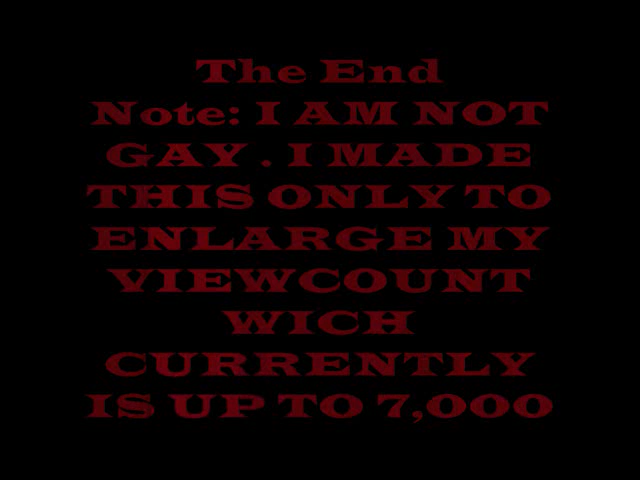 The End
Note: I AM NOT
GAY . I MADE
THIS ONLY TO
ENLARGE MY
VIEWCOUNT
WICH
CURRENTLY
IS UP TO 7,000